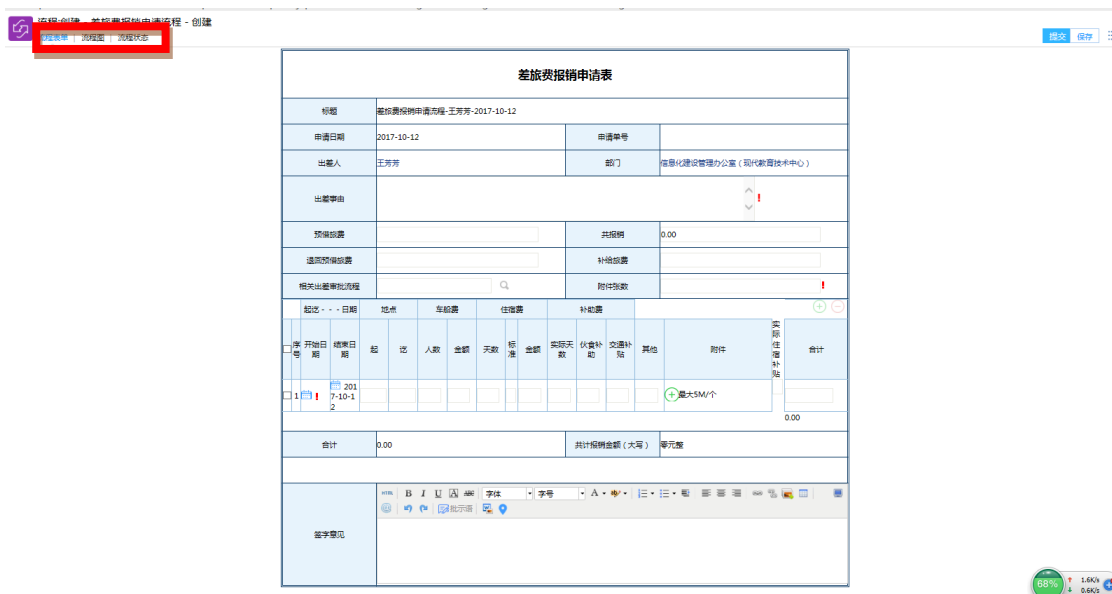 流程:创建 - 差旅费报销申请流程 - 创建
流程表单 流程图 流程状态
提交 保存
差旅费报销申请表
标题 差旅费报销申请流程-王芳芳-2017-10-12
申请日期 2017-10-12 申请单号
出差人 王芳芳 部门 信息化建设管理办公室（现代教育技术中心）
出差事由 !
预借旅费 共报销 0.00
退回预借旅费 补给旅费
相关出差审批流程 附件张数 !
起迄---日期 地点 车船费 住宿费 补助费
序号 开始日期 结束日期 起 讫 人数 金额 天数 标准 金额 实际天数 伙食补助 交通补贴 其他 附件 实际住宿补贴 合计
1 ! 2017-10-12 最大5M/个
0.00
合计 0.00 共计报销金额（大写） 零元整
HTML B I U A ABC 字体 字号 A ab
批示语
签字意见
68% 1.6K/s
0.6K/s